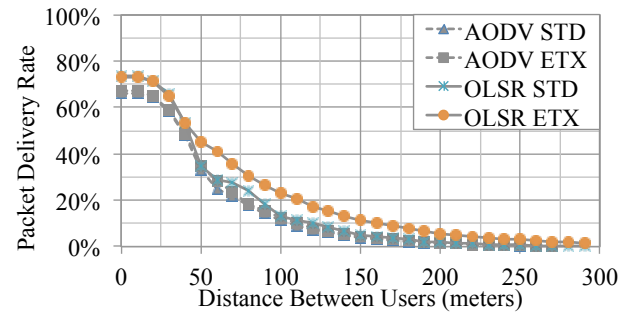 100%
80%
60%
40%
20%
0%
Packet Delivery Rate
AODV STD
AODV ETX
OLSR STD
OLSR ETX
0 50 100 150 200 250 300
Distance Between Users (meters)